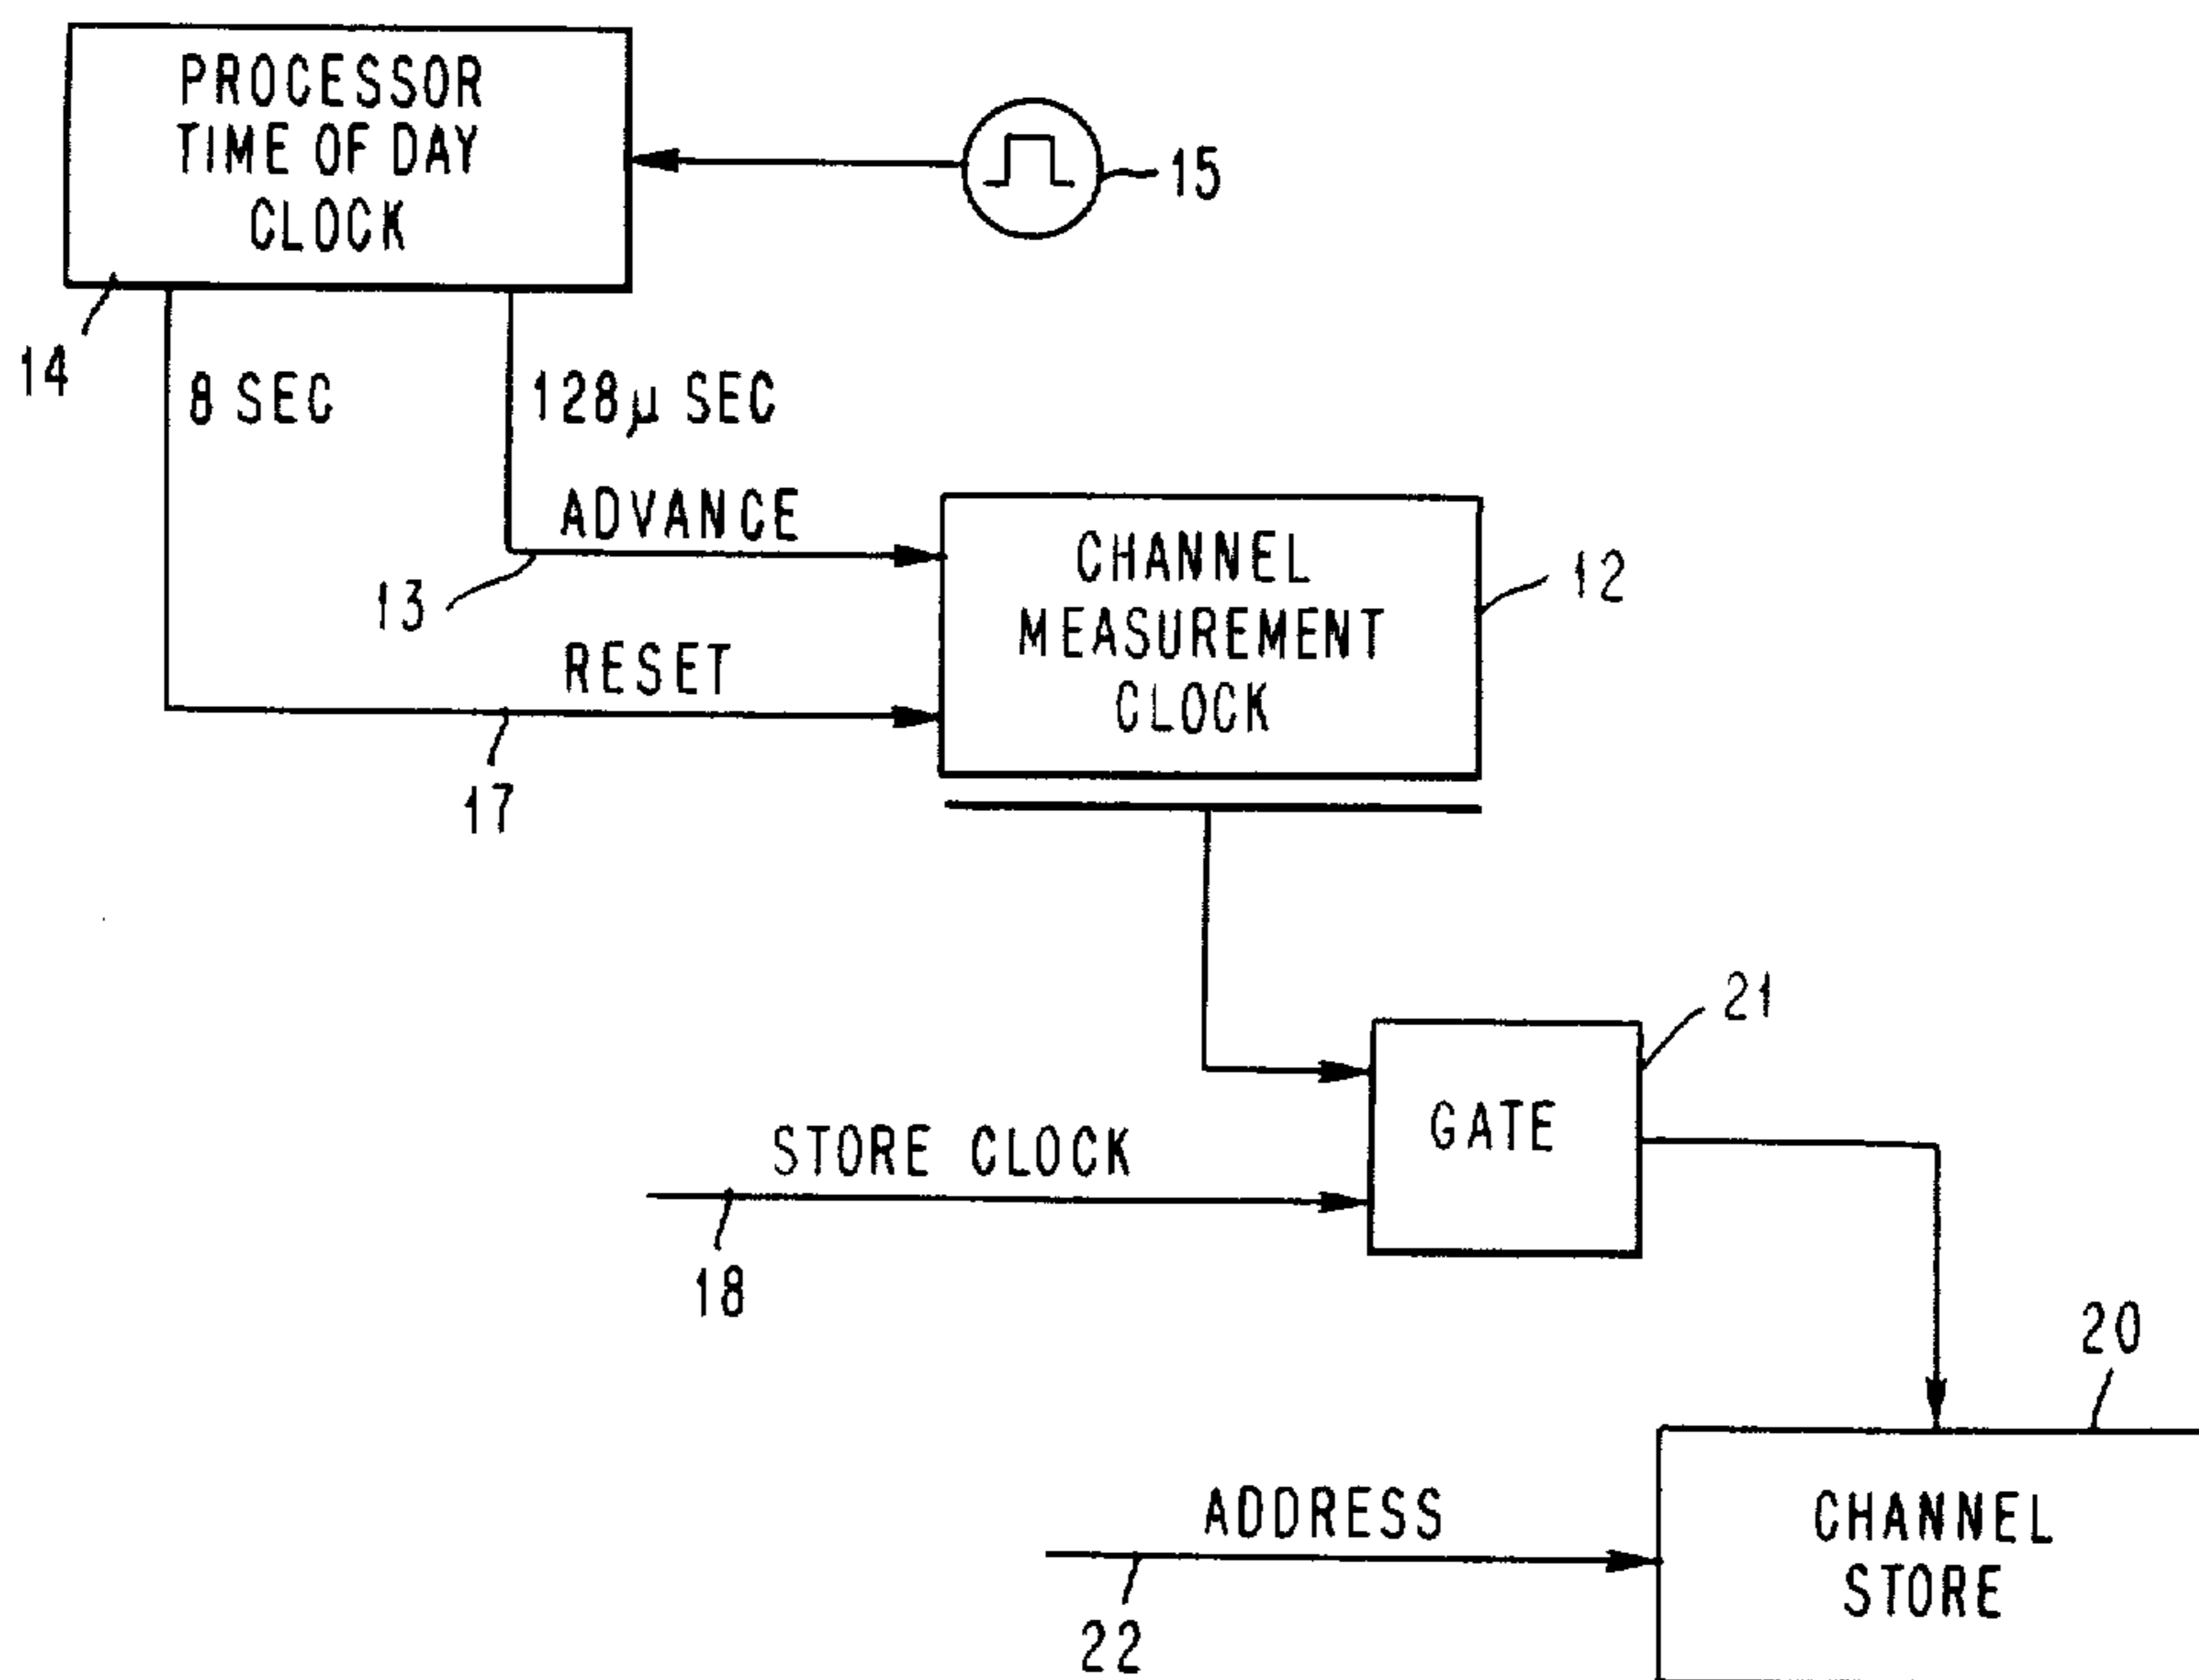 PROCESSOR
TIME OF DAY
CLOCK
15
14
8 SEC
128μ SEC
ADVANCE
13
CHANNEL
MEASUREMENT
CLOCK
12
RESET
17
21
GATE
STORE CLOCK
18
20
ADDRESS
22
CHANNEL
STORE